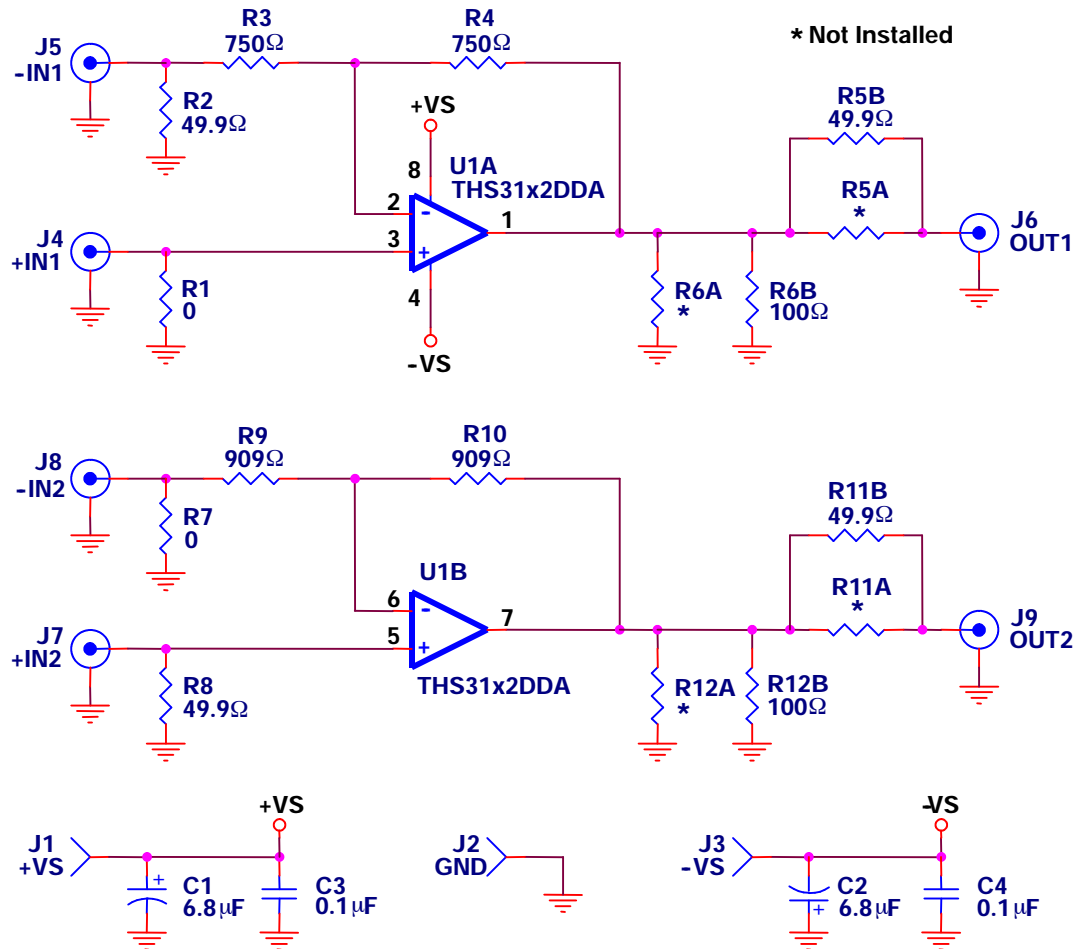 R3
750Ω
R4
750Ω
* Not Installed
J5
-IN1
R2
49.9Ω
+VS
8
U1A
THS31x2DDA
2
-
3
+
1
4
-VS
J4
+IN1
R1
0
R5B
49.9Ω
R5A
*
J6
OUT1
R6A
*
R6B
100Ω
R9
909Ω
R10
909Ω
J8
-IN2
R7
0
U1B
6
-
5
+
7
THS31x2DDA
J7
+IN2
R8
49.9Ω
R11B
49.9Ω
R11A
*
J9
OUT2
R12A
*
R12B
100Ω
J1
+VS
+VS
+
C1
6.8μF
C3
0.1μF
J2
GND
J3
-VS
-VS
+
C2
6.8μF
C4
0.1μF